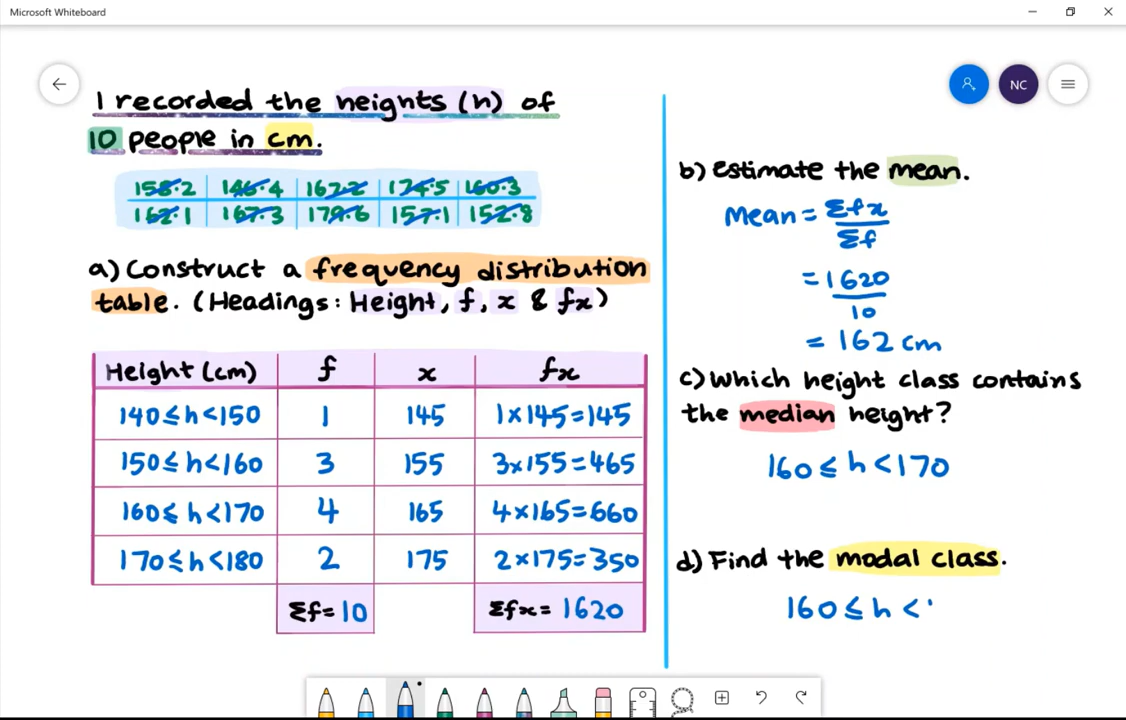 Microsoft Whiteboard
NC
I recorded the heights (h) of
10 people in cm.
158.2 146.4 162.2 174.5 160.3
162.1 167.3 179.6 157.1 152.8
a) Construct a frequency distribution
table. (Headings: Height, f, x & fx)
Height (cm) f x fx
140 ≤ h < 150 1 145 1 × 145 = 145
150 ≤ h < 160 3 155 3 × 155 = 465
160 ≤ h < 170 4 165 4 × 165 = 660
170 ≤ h < 180 2 175 2 × 175 = 350
Σf = 10 Σfx = 1620
b) Estimate the mean.
Mean = Σfx
Σf
= 1620
10
= 162 cm
c) Which height class contains
the median height?
160 ≤ h < 170
d) Find the modal class.
160 ≤ h <